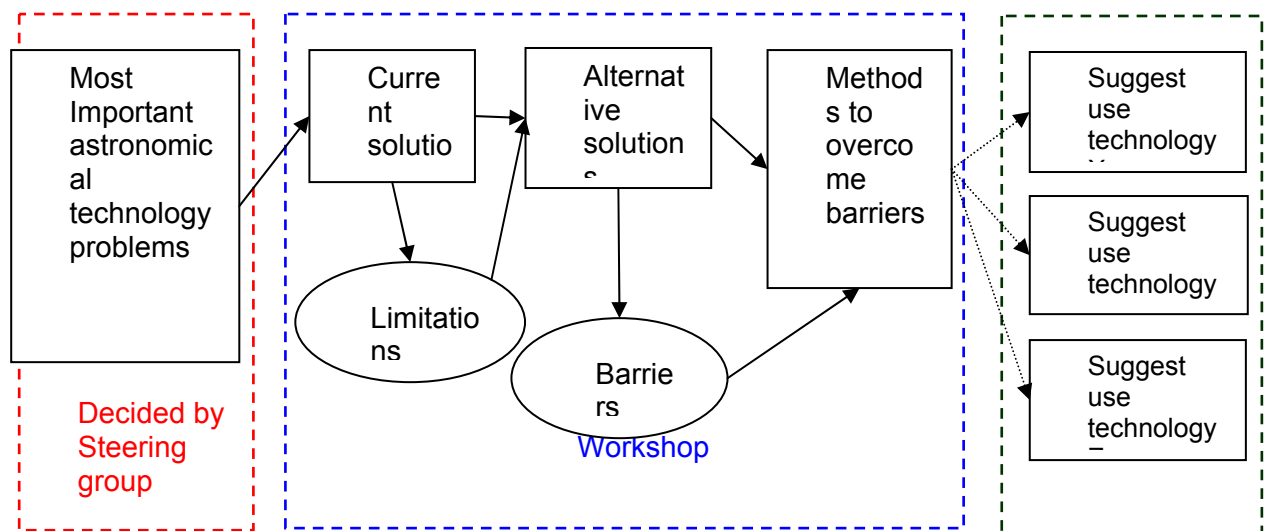 Most
Important
astronomic
al
technology
problems
Decided by
Steering
group
Curre
nt
solutio
Limitatio
ns
Alternat
ive
solution
s
Barrie
rs
Workshop
Method
s to
overco
me
barriers
Suggest
use
technology
Suggest
use
technology
Suggest
use
technology